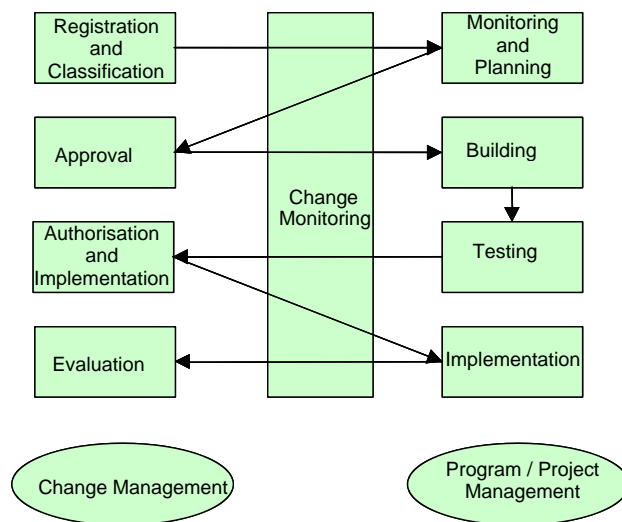 Registration
and
Classification
Monitoring
and
Planning
Approval
Building
Change
Monitoring
Authorisation
and
Implementation
Testing
Evaluation
Implementation
Change Management
Program / Project
Management